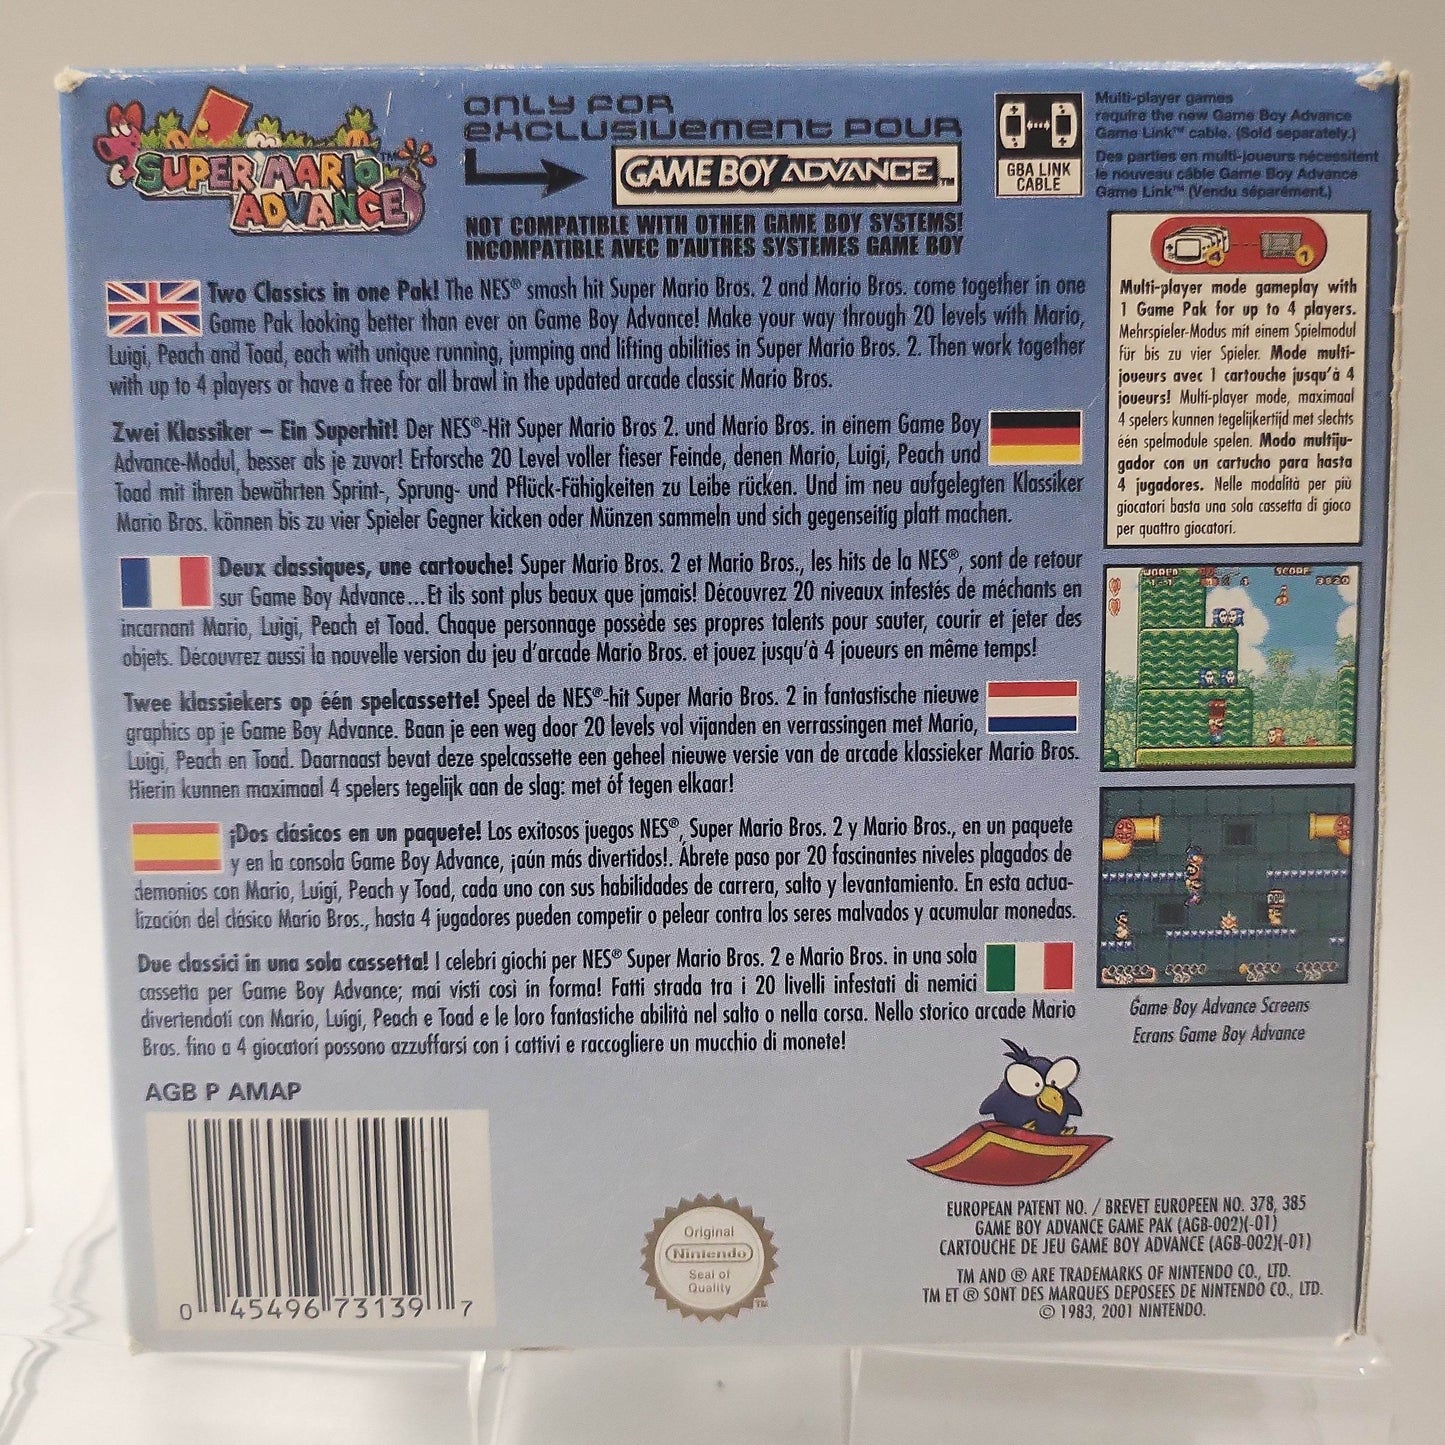 SUPER MARIO™
ADVANCE
ONLY FOR
EXCLUSIVEMENT POUR
GAME BOY ADVANCE™
NOT COMPATIBLE WITH OTHER GAME BOY SYSTEMS!
INCOMPATIBLE AVEC D'AUTRES SYSTEMES GAME BOY
GBA LINK
CABLE
Multi-player games
require the new Game Boy Advance
Game Link™ cable. (Sold separately.)
Des parties en multi-joueurs nécessitent
le nouveau câble Game Boy Advance
Game Link™ (Vendu séparément.)
4
1
Multi-player mode gameplay with
1 Game Pak for up to 4 players.
Mehrspieler-Modus mit einem Spielmodul
für bis zu vier Spieler. Mode multi-
joueurs avec 1 cartouche jusqu'à 4
joueurs! Multi-player mode, maximaal
4 spelers kunnen tegelijkertijd met slechts
één spelmodule spelen. Modo multiju-
gador con un cartucho para hasta
4 jugadores. Nelle modalità per più
giocatori basta una sola cassetta di gioco
per quattro giocatori.
Two Classics in one Pak! The NES® smash hit Super Mario Bros. 2 and Mario Bros. come together in one
Game Pak looking better than ever on Game Boy Advance! Make your way through 20 levels with Mario,
Luigi, Peach and Toad, each with unique running, jumping and lifting abilities in Super Mario Bros. 2. Then work together
with up to 4 players or have a free for all brawl in the updated arcade classic Mario Bros.
Zwei Klassiker – Ein Superhit! Der NES®-Hit Super Mario Bros 2. und Mario Bros. in einem Game Boy
Advance-Modul, besser als je zuvor! Erforsche 20 Level voller fieser Feinde, denen Mario, Luigi, Peach und
Toad mit ihren bewährten Sprint-, Sprung- und Pflück-Fähigkeiten zu Leibe rücken. Und im neu aufgelegten Klassiker
Mario Bros. können bis zu vier Spieler Gegner kicken oder Münzen sammeln und sich gegenseitig platt machen.
Deux classiques, une cartouche! Super Mario Bros. 2 et Mario Bros., les hits de la NES®, sont de retour
sur Game Boy Advance...Et ils sont plus beaux que jamais! Découvrez 20 niveaux infestés de méchants en
incarnant Mario, Luigi, Peach et Toad. Chaque personnage possède ses propres talents pour sauter, courir et jeter des
objets. Découvrez aussi la nouvelle version du jeu d'arcade Mario Bros. et jouez jusqu'à 4 joueurs en même temps!
Twee klassiekers op één spelcassette! Speel de NES®-hit Super Mario Bros. 2 in fantastische nieuwe
graphics op je Game Boy Advance. Baan je een weg door 20 levels vol vijanden en verrassingen met Mario,
Luigi, Peach en Toad. Daarnaast bevat deze spelcassette een geheel nieuwe versie van de arcade klassieker Mario Bros.
Hierin kunnen maximaal 4 spelers tegelijk aan de slag: met óf tegen elkaar!
¡Dos clásicos en un paquete! Los exitosos juegos NES®, Super Mario Bros. 2 y Mario Bros., en un paquete
y en la consola Game Boy Advance, ¡aún más divertidos!. Ábrete paso por 20 fascinantes niveles plagados de
demonios con Mario, Luigi, Peach y Toad, cada uno con sus habilidades de carrera, salto y levantamiento. En esta actua-
lización del clásico Mario Bros., hasta 4 jugadores pueden competir o pelear contra los seres malvados y acumular monedas.
Due classici in una sola cassetta! I celebri giochi per NES® Super Mario Bros. 2 e Mario Bros. in una sola
cassetta per Game Boy Advance; mai visti così in forma! Fatti strada tra i 20 livelli infestati di nemici
divertendoti con Mario, Luigi, Peach e Toad e le loro fantastiche abilità nel salto o nella corsa. Nello storico arcade Mario
Bros. fino a 4 giocatori possono azzuffarsi con i cattivi e raccogliere un mucchio di monete!
WORLD
1-1
4
SCORE
3820
POW
Game Boy Advance Screens
Ecrans Game Boy Advance
AGB P AMAP
0 45496 73139 7
Original
Nintendo
Seal of
Quality
TM
EUROPEAN PATENT NO. / BREVET EUROPEEN NO. 378, 385
GAME BOY ADVANCE GAME PAK (AGB-002)(-01)
CARTOUCHE DE JEU GAME BOY ADVANCE (AGB-002)(-01)
TM AND ® ARE TRADEMARKS OF NINTENDO CO., LTD.
TM ET ® SONT DES MARQUES DEPOSEES DE NINTENDO CO., LTD.
© 1983, 2001 NINTENDO.